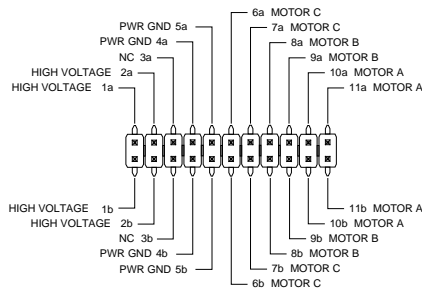 6a MOTOR C
PWR GND 5a
7a MOTOR C
PWR GND 4a
8a MOTOR B
NC 3a
9a MOTOR B
HIGH VOLTAGE 2a
10a MOTOR A
HIGH VOLTAGE 1a
11a MOTOR A
HIGH VOLTAGE 1b
11b MOTOR A
HIGH VOLTAGE 2b
10b MOTOR A
NC 3b
9b MOTOR B
PWR GND 4b
8b MOTOR B
PWR GND 5b
7b MOTOR C
6b MOTOR C